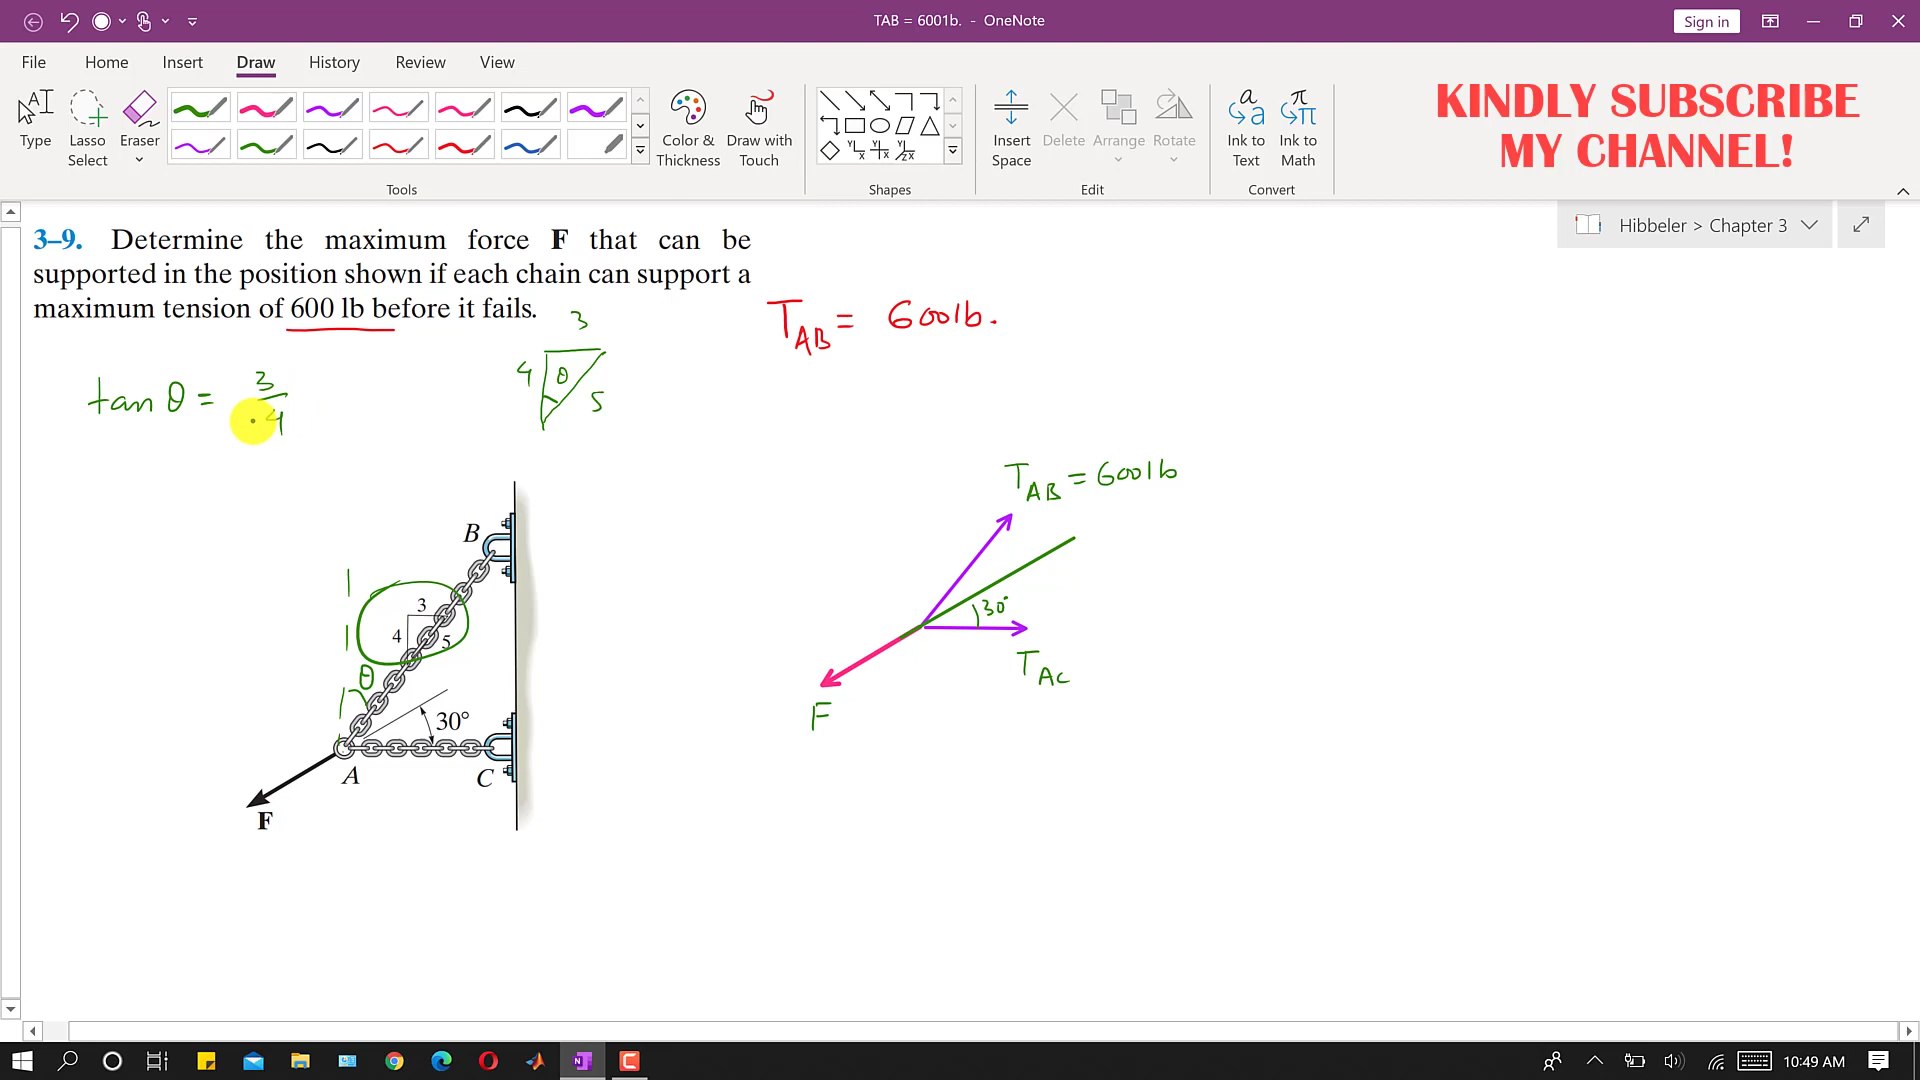 TAB = 6001b. - OneNote
Sign in
File Home Insert Draw History Review View
Type
Lasso Select
Eraser
Color & Thickness
Draw with Touch
Insert Space
Delete
Arrange
Rotate
Ink to Text
Ink to Math
Tools
Shapes
Edit
Convert
KINDLY SUBSCRIBE
MY CHANNEL!
Hibbeler > Chapter 3
3–9. Determine the maximum force F that can be
supported in the position shown if each chain can support a
maximum tension of 600 lb before it fails.
T_AB = 600lb.
3
4 θ 5
tan θ = 3/4
T_AB = 600lb
30°
T_AC
F
B
3
4
5
θ
30°
A
C
F
10:49 AM